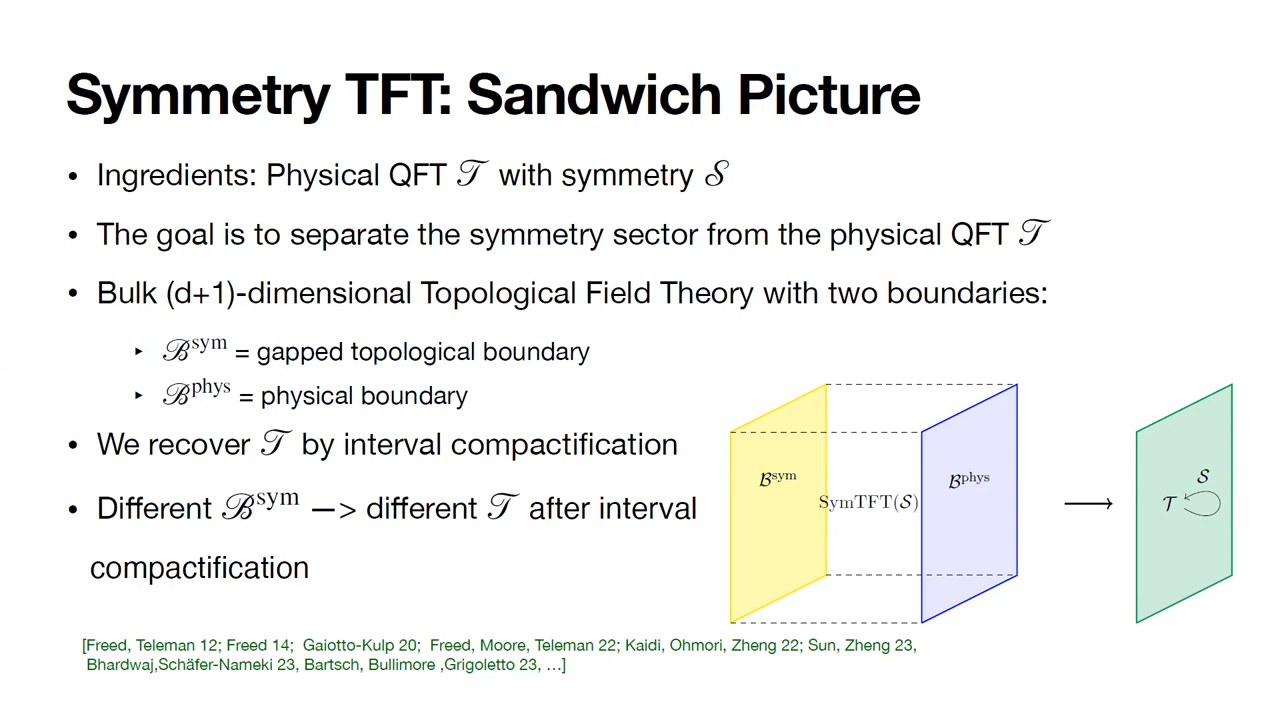 Symmetry TFT: Sandwich Picture
• Ingredients: Physical QFT 𝒯 with symmetry 𝒮
• The goal is to separate the symmetry sector from the physical QFT 𝒯
• Bulk (d+1)-dimensional Topological Field Theory with two boundaries:
‣ ℬ^sym = gapped topological boundary
‣ ℬ^phys = physical boundary
• We recover 𝒯 by interval compactification
• Different ℬ^sym —> different 𝒯 after interval
compactification
ℬ^sym
SymTFT(𝒮)
ℬ^phys
⟶
𝒮
𝒯
[Freed, Teleman 12; Freed 14; Gaiotto-Kulp 20; Freed, Moore, Teleman 22; Kaidi, Ohmori, Zheng 22; Sun, Zheng 23,
Bhardwaj,Schäfer-Nameki 23, Bartsch, Bullimore ,Grigoletto 23, …]